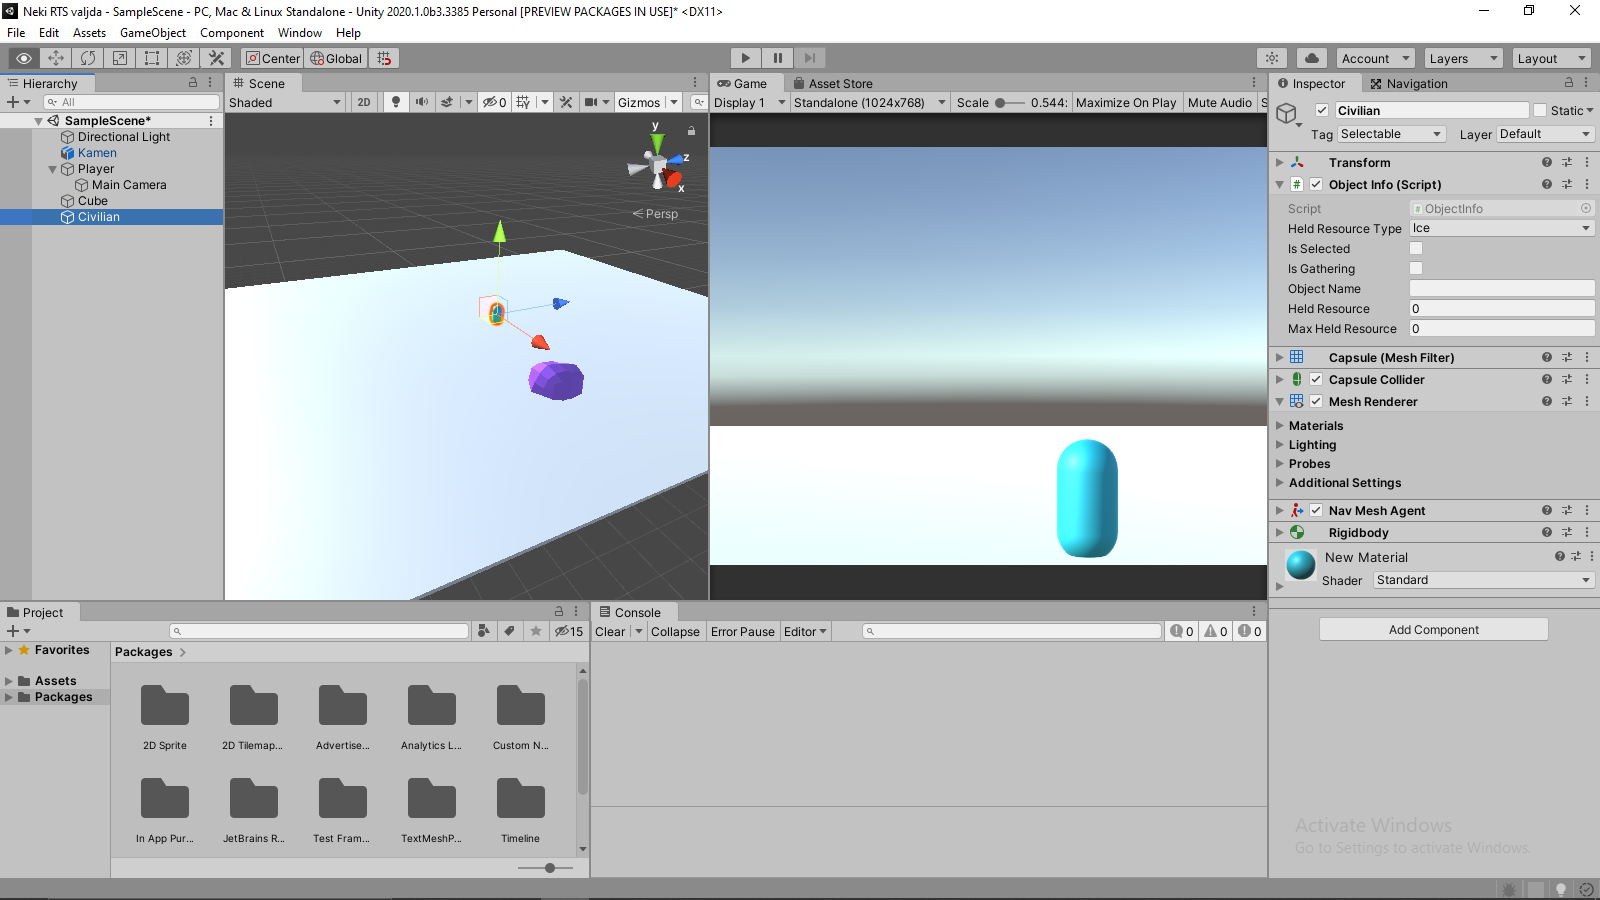 Neki RTS valjda - SampleScene - PC, Mac & Linux Standalone - Unity 2020.1.0b3.3385 Personal [PREVIEW PACKAGES IN USE]* <DX11>
File Edit Assets GameObject Component Window Help
Center Global Account Layers Layout
Hierarchy
All
SampleScene*
Directional Light
Kamen
Player
Main Camera
Cube
Civilian
Scene
Shaded 2D 0 Gizmos
y
z
x
Persp
Game Asset Store
Display 1 Standalone (1024x768) Scale 0.544: Maximize On Play Mute Audio S
Inspector Navigation
Civilian Static
Tag Selectable Layer Default
Transform
# Object Info (Script)
Script # ObjectInfo
Held Resource Type Ice
Is Selected
Is Gathering
Object Name
Held Resource 0
Max Held Resource 0
Capsule (Mesh Filter)
Capsule Collider
Mesh Renderer
Materials
Lighting
Probes
Additional Settings
Nav Mesh Agent
Rigidbody
New Material
Shader Standard
Add Component
Project
15
Favorites
Assets
Packages
Packages
2D Sprite 2D Tilemap... Advertise... Analytics L... Custom N...
In App Pur... JetBrains R... Test Fram... TextMeshP... Timeline
Console
Clear Collapse Error Pause Editor 0 0 0
Activate Windows
Go to Settings to activate Windows.